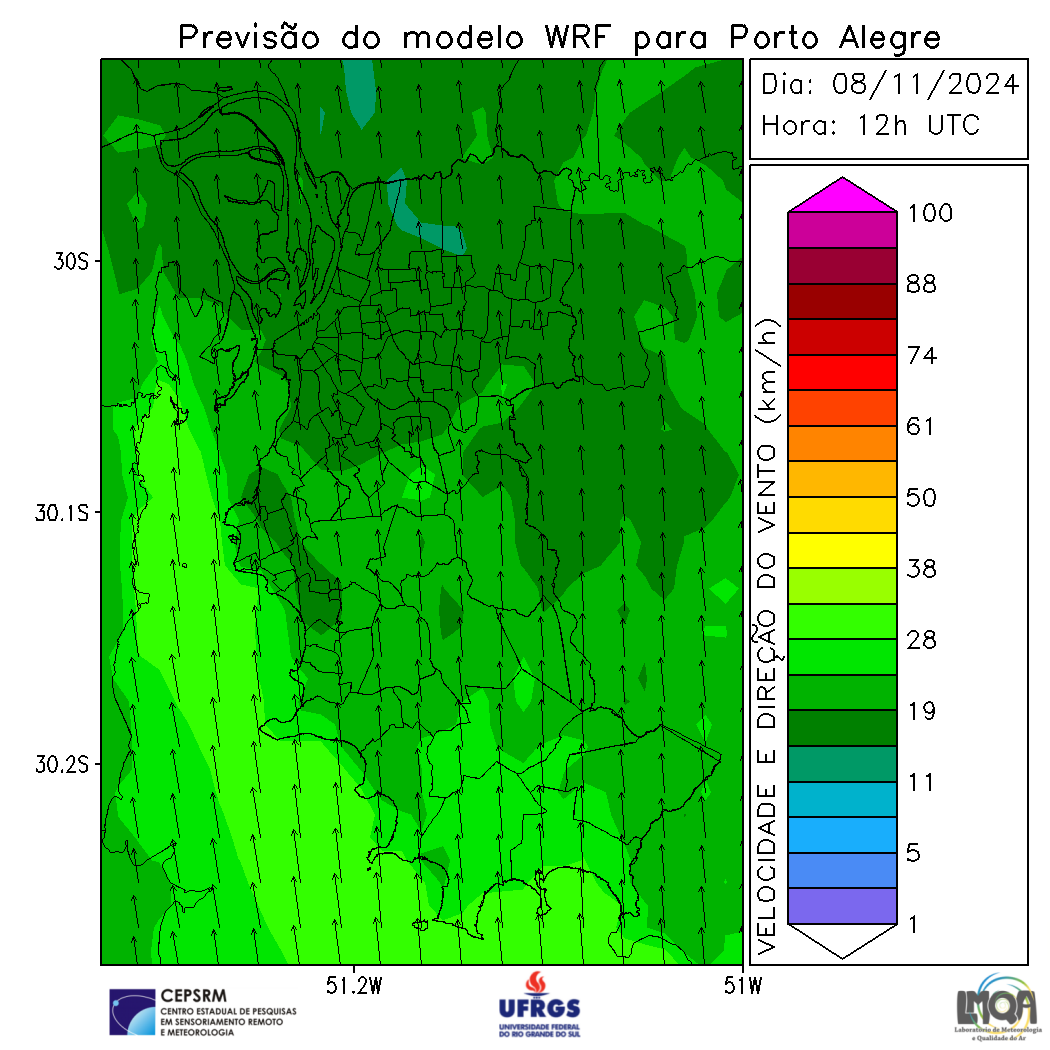 Previsão do modelo WRF para Porto Alegre
Dia: 08/11/2024
Hora: 12h UTC
30S
30.1S
30.2S
51.2W
51W
VELOCIDADE E DIREÇÃO DO VENTO (km/h)
100
88
74
61
50
38
28
19
11
5
1
CEPSRM
CENTRO ESTADUAL DE PESQUISAS
EM SENSORIAMENTO REMOTO
E METEOROLOGIA
UFRGS
UNIVERSIDADE FEDERAL
DO RIO GRANDE DO SUL
LMQA
Laboratório de Meteorologia
e Qualidade do Ar